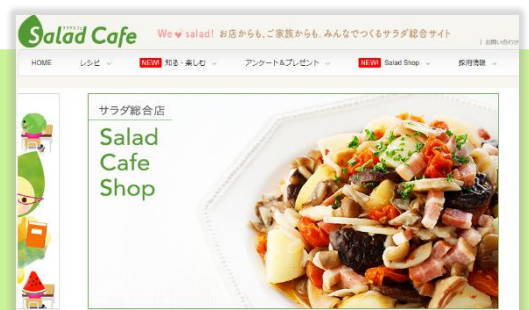 サラダカフェ
Salad Cafe
We salad! お店からも、ご家族からも。みんなでつくるサラダ総合サイト
| お問い合わせ
HOME レシピ NEW! 知る・楽しむ アンケート&プレゼント NEW! Salad Shop 採用情報
サラダ総合店
Salad
Cafe
Shop